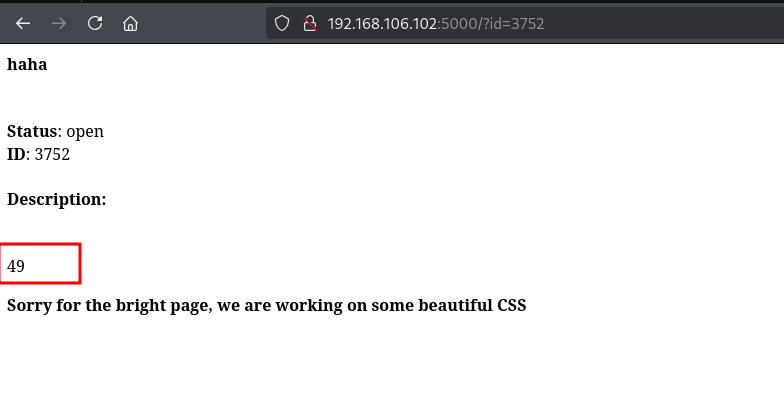 192.168.106.102:5000/?id=3752
haha
Status: open
ID: 3752
Description:
49
Sorry for the bright page, we are working on some beautiful CSS